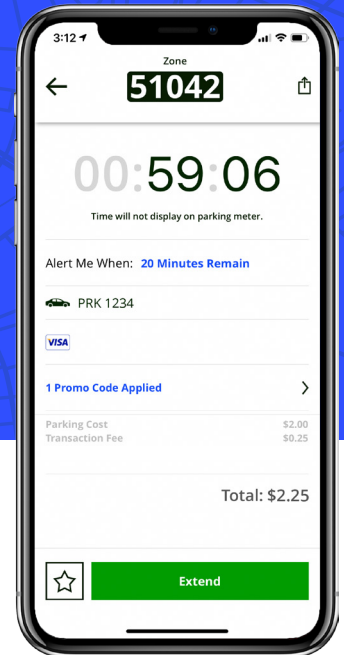 3:12
Zone
51042
00:59:06
Time will not display on parking meter.
Alert Me When: 20 Minutes Remain
PRK 1234
VISA
1 Promo Code Applied
Parking Cost $2.00
Transaction Fee $0.25
Total: $2.25
Extend